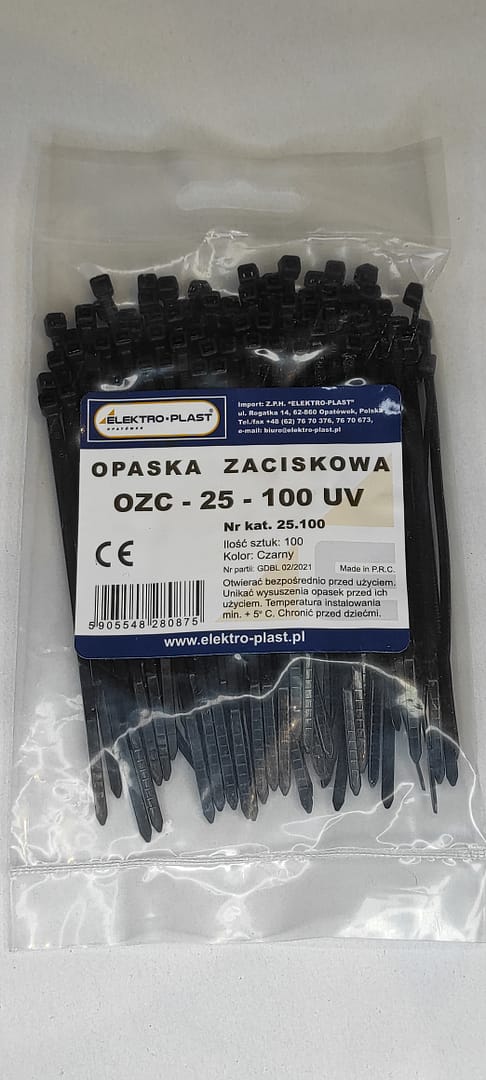 ELEKTRO-PLAST®
OPATÓWEK
Import: Z.P.H. "ELEKTRO-PLAST"
ul. Rogatka 14, 62-860 Opatówek, Polska
Tel./fax +48 (62) 76 70 376, 76 70 673,
e-mail: biuro@elektro-plast.pl
OPASKA ZACISKOWA
OZC - 25 - 100 UV
Nr kat. 25.100
Ilość sztuk: 100
Kolor: Czarny
Nr partii: GDBL 02/2021
Made in P.R.C.
CE
Otwierać bezpośrednio przed użyciem.
Unikać wysuszenia opasek przed ich
użyciem. Temperatura instalowania
min. + 5° C. Chronić przed dziećmi.
5905548280875
www.elektro-plast.pl